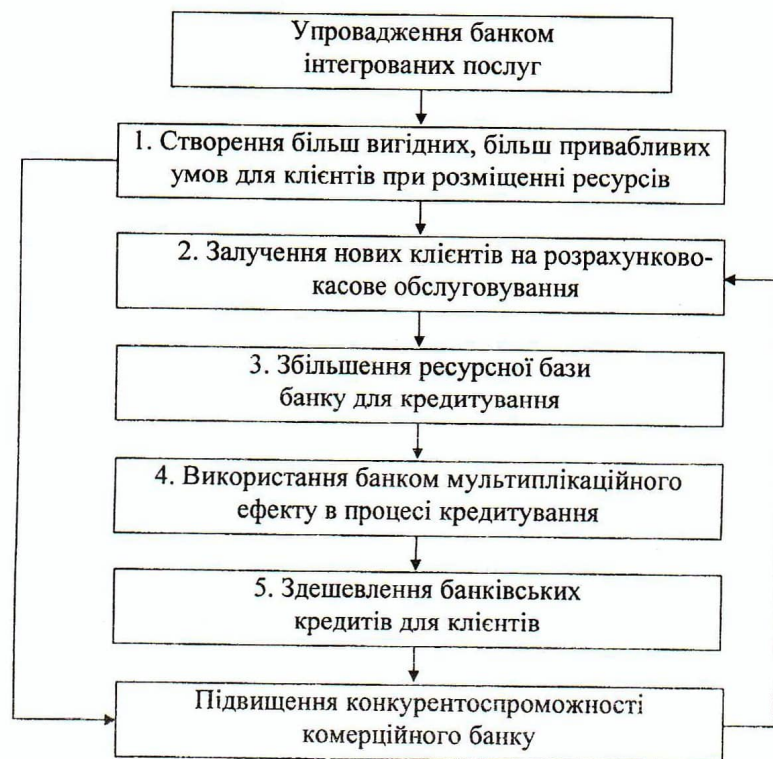 Упровадження банком
інтегрованих послуг
1. Створення більш вигідних, більш привабливих
умов для клієнтів при розміщенні ресурсів
2. Залучення нових клієнтів на розрахунково-
касове обслуговування
3. Збільшення ресурсної бази
банку для кредитування
4. Використання банком мультиплікаційного
ефекту в процесі кредитування
5. Здешевлення банківських
кредитів для клієнтів
Підвищення конкурентоспроможності
комерційного банку